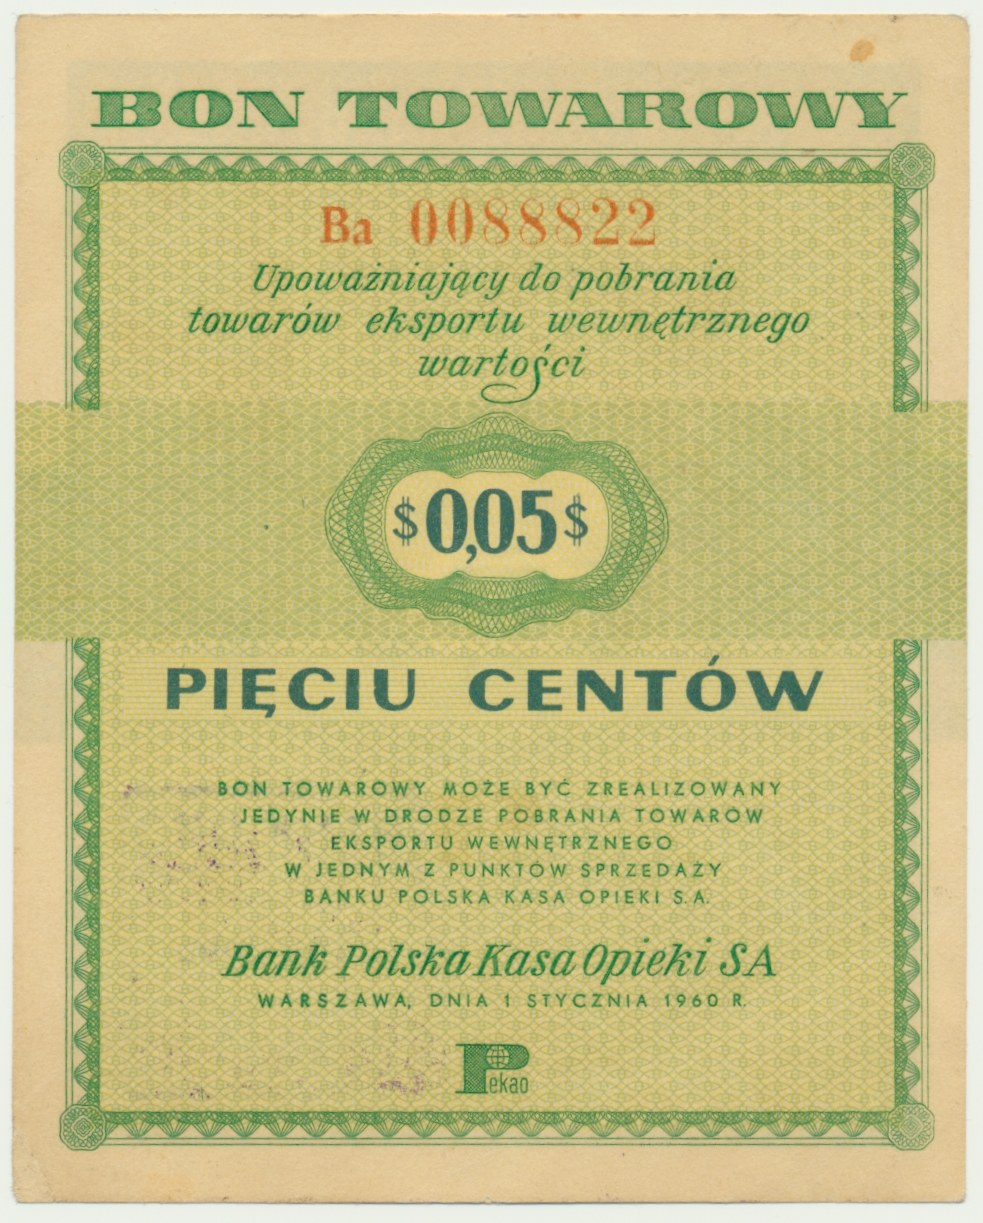 BON TOWAROWY
Ba 0088822
Upoważniający do pobrania
towarów eksportu wewnętrznego
wartości
$0,05$
PIĘCIU CENTÓW
BON TOWAROWY MOŻE BYĆ ZREALIZOWANY
JEDYNIE W DRODZE POBRANIA TOWARÓW
EKSPORTU WEWNĘTRZNEGO
W JEDNYM Z PUNKTÓW SPRZEDAŻY
BANKU POLSKA KASA OPIEKI S.A.
Bank Polska Kasa Opieki SA
WARSZAWA, DNIA 1 STYCZNIA 1960 R.
Pekao